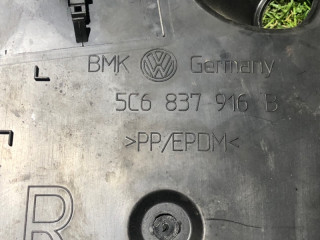 BMK Germany
5C6 837 916 B
>PP/EPDM<
R